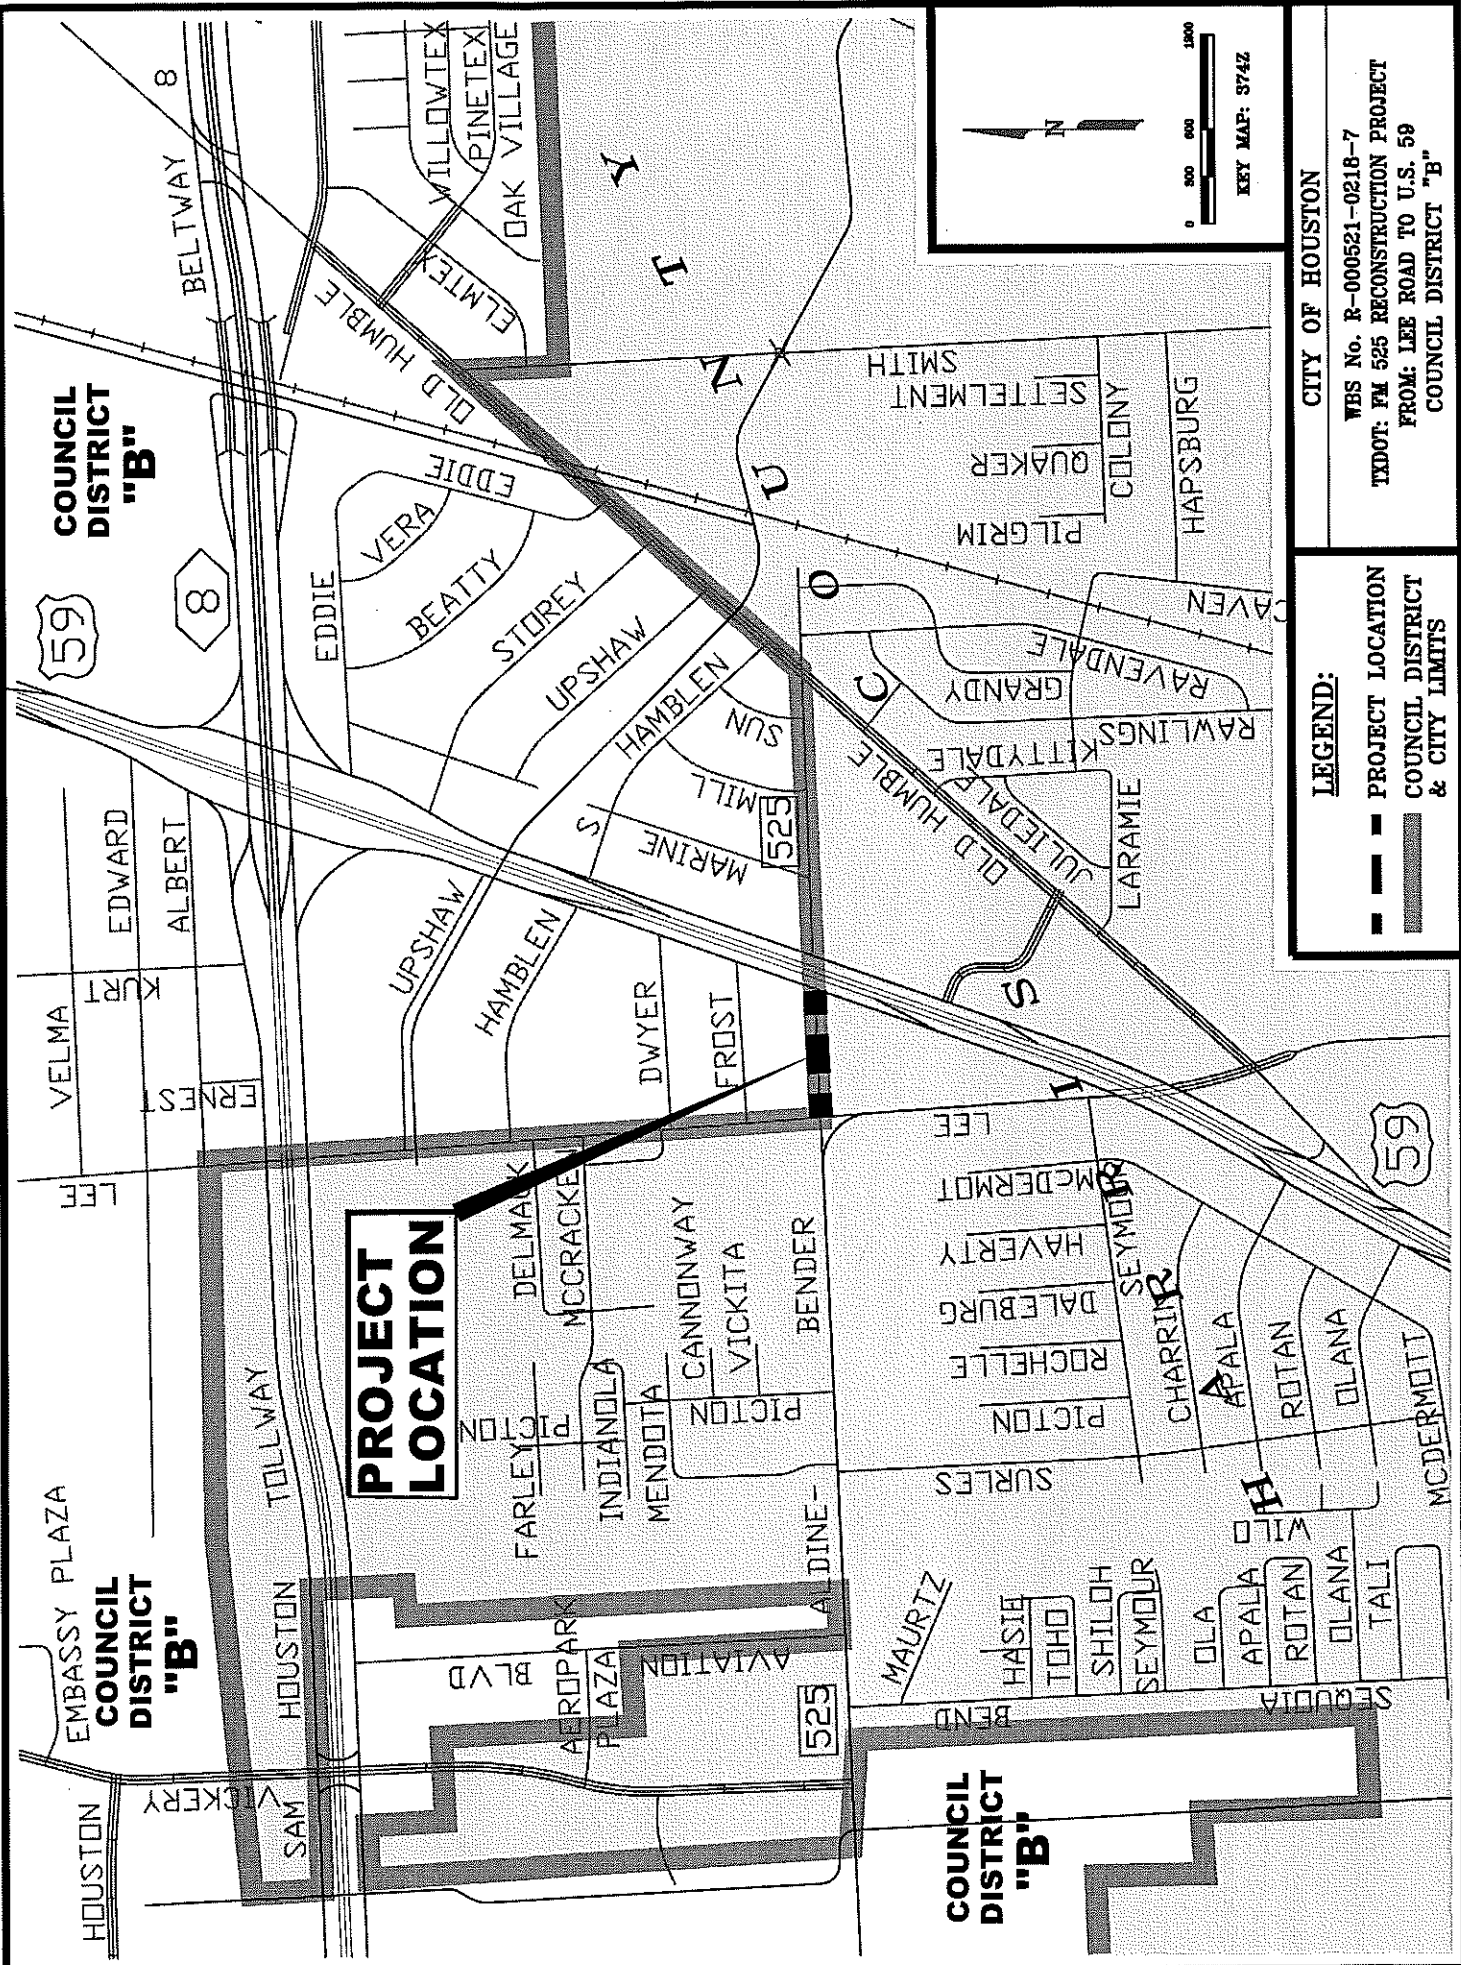 HOUSTON
EMBASSY PLAZA
COUNCIL
DISTRICT
"B"
VICKERY
SAM
HOUSTON
TOLLWAY
LEE
VELMA
KURT
EDWARD
ALBERT
ERNEST
59
8
COUNCIL
DISTRICT
"B"
BELTWAY
8
EDDIE
VERA
BEATTY
EDDIE
STOREY
UPSHAW
OLD HUMBLE
ELMTEX
WILLOWTEX
PINETEX
OAK VILLAGE
PROJECT
LOCATION
UPSHAW
HAMBLEN
HAMBLEN
S
SUN
MILL
MARINE
525
DWYER
FROST
DELMACK
MCCRACKEN
FARLEY
PICTON
INDIANOLA
MENDOTA
CANNONWAY
VICKITA
PICTON
BLVD
AEROPARK
PLAZA
AVIATION
525
ALDINE-
BENDER
LEE
MAURTZ
BEND
HASIE
TOHO
SHILOH
SEYMOUR
OLA
APALA
ROTAN
OLANA
TALI
SEQUOIA
WILD
SURLES
PICTON
ROCHELLE
DALEBURG
HAVERTY
McDERMOT
SEYMOUR
CHARRIN
APALA
ROTAN
OLANA
MCDERMOTT
59
OLD HUMBLE
JULIEDALE
KITTYDALE
LARAMIE
RAWLINGS
GRANDY
RAVENDALE
CAVEN
PILGRIM
QUAKER
SETTELMENT
SMITH
COLONY
HAPSBURG
HARRIS COUNTY
COUNCIL
DISTRICT
"B"
N
0 300 600 1200
KEY MAP: 374Z
LEGEND:
PROJECT LOCATION
COUNCIL DISTRICT
& CITY LIMITS
CITY OF HOUSTON
WBS No. R-000521-0218-7
TXDOT: FM 525 RECONSTRUCTION PROJECT
FROM: LEE ROAD TO U.S. 59
COUNCIL DISTRICT "B"